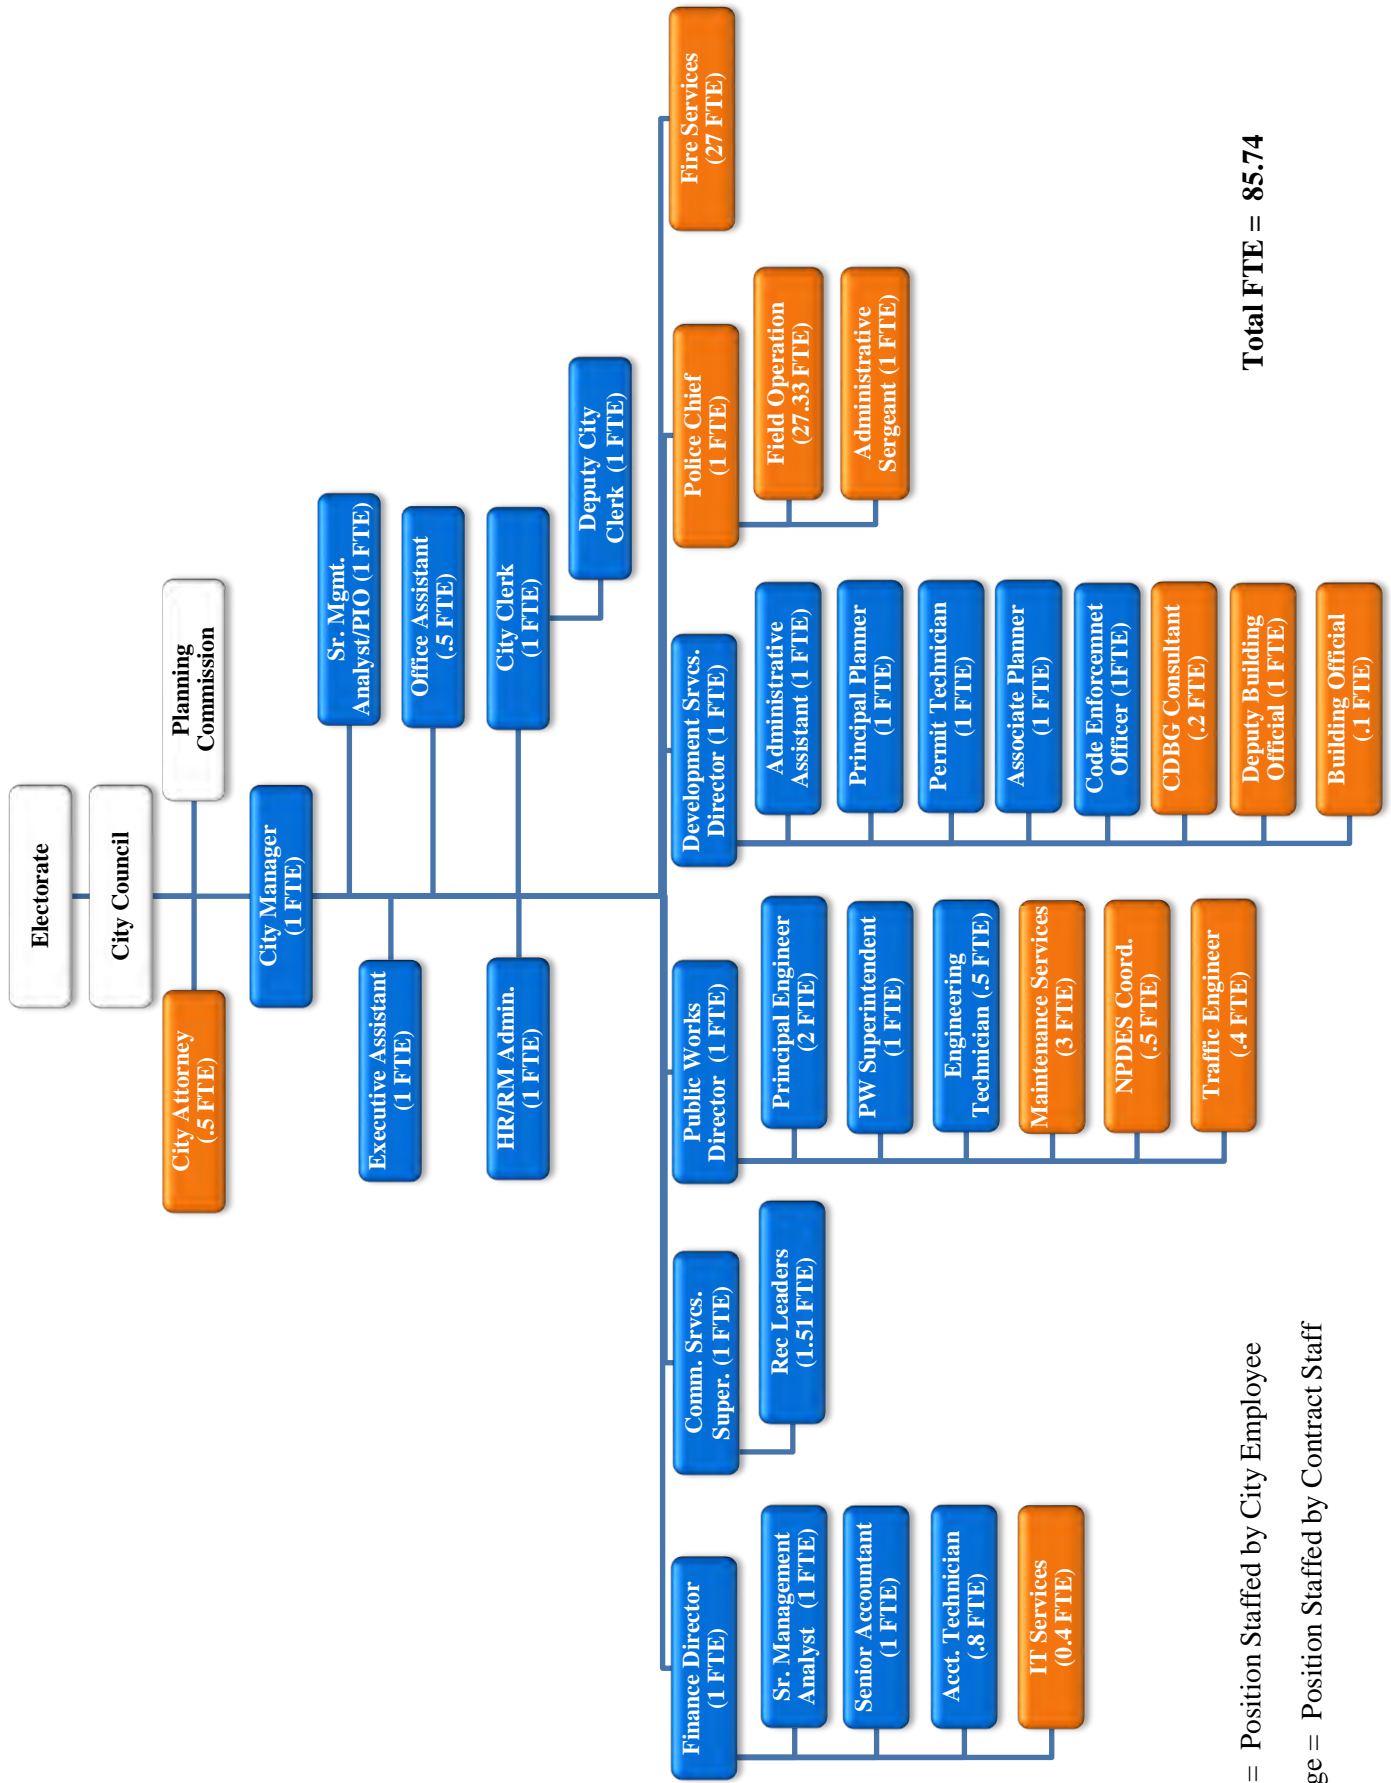 Electorate
City Council
City Attorney
(.5 FTE)
Planning
Commission
City Manager
(1 FTE)
Executive Assistant
(1 FTE)
Sr. Mgmt.
Analyst/PIO (1 FTE)
Office Assistant
(.5 FTE)
HR/RM Admin.
(1 FTE)
City Clerk
(1 FTE)
Deputy City
Clerk (1 FTE)
Finance Director
(1 FTE)
Sr. Management
Analyst (1 FTE)
Senior Accountant
(1 FTE)
Acct. Technician
(.8 FTE)
IT Services
(0.4 FTE)
Comm. Srvcs.
Super. (1 FTE)
Rec Leaders
(1.51 FTE)
Public Works
Director (1 FTE)
Principal Engineer
(2 FTE)
PW Superintendent
(1 FTE)
Engineering
Technician (.5 FTE)
Maintenance Services
(3 FTE)
NPDES Coord.
(.5 FTE)
Traffic Engineer
(.4 FTE)
Development Srvcs.
Director (1 FTE)
Administrative
Assistant (1 FTE)
Principal Planner
(1 FTE)
Permit Technician
(1 FTE)
Associate Planner
(1 FTE)
Code Enforcemnet
Officer (1FTE)
CDBG Consultant
(.2 FTE)
Deputy Building
Official (1 FTE)
Building Official
(.1 FTE)
Police Chief
(1 FTE)
Field Operation
(27.33 FTE)
Administrative
Sergeant (1 FTE)
Fire Services
(27 FTE)
= Position Staffed by City Employee
ge = Position Staffed by Contract Staff
Total FTE = 85.74